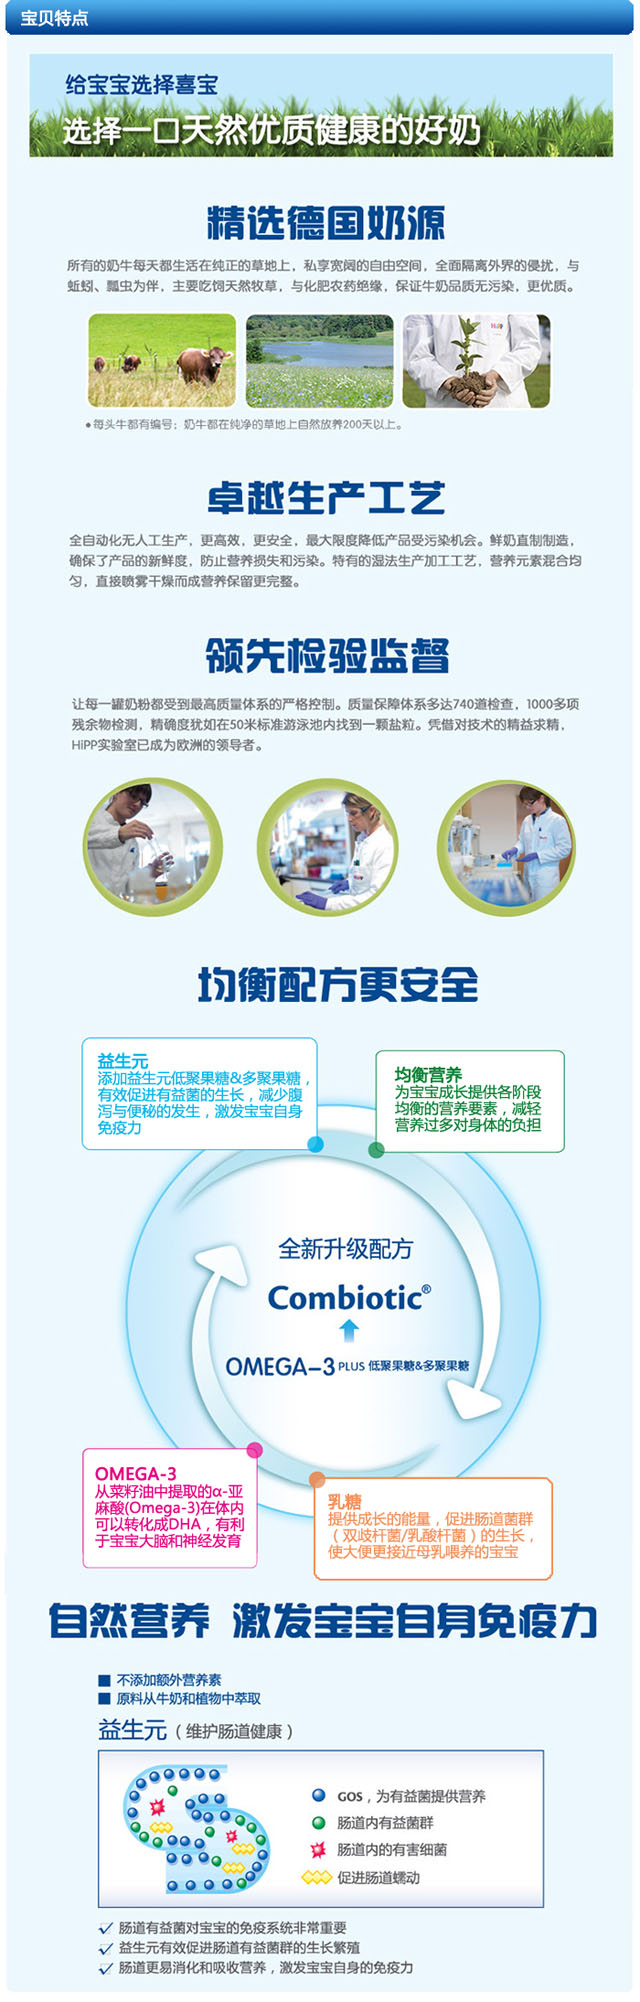 宝贝特点
给宝宝选择喜宝
选择一口天然优质健康的好奶
精选德国奶源
所有的奶牛每天都生活在纯正的草地上，私享宽阔的自由空间，全面隔离外界的侵扰，与
蚯蚓、瓢虫为伴，主要吃饲天然牧草，与化肥农药绝缘，保证牛奶品质无污染，更优质。
●每头牛都有编号；奶牛都在纯净的草地上自然放养200天以上。
卓越生产工艺
全自动化无人工生产，更高效，更安全，最大限度降低产品受污染机会。鲜奶直制制造，
确保了产品的新鲜度，防止营养损失和污染。特有的湿法生产加工工艺，营养元素混合均
匀，直接喷雾干燥而成营养保留更完整。
领先检验监督
让每一罐奶粉都受到最高质量体系的严格控制。质量保障体系多达740道检查，1000多项
残余物检测，精确度犹如在50米标准游泳池内找到一颗盐粒。凭借对技术的精益求精，
HiPP实验室已成为欧洲的领导者。
均衡配方更安全
益生元
添加益生元低聚果糖&多聚果糖，
有效促进有益菌的生长，减少腹
泻与便秘的发生，激发宝宝自身
免疫力
均衡营养
为宝宝成长提供各阶段
均衡的营养要素，减轻
营养过多对身体的负担
全新升级配方
Combiotic®
OMEGA-3 PLUS 低聚果糖&多聚果糖
OMEGA-3
从菜籽油中提取的α-亚
麻酸(Omega-3)在体内
可以转化成DHA，有利
于宝宝大脑和神经发育
乳糖
提供成长的能量，促进肠道菌群
（双歧杆菌/乳酸杆菌）的生长，
使大便更接近母乳喂养的宝宝
自然营养 激发宝宝自身免疫力
不添加额外营养素
原料从牛奶和植物中萃取
益生元（维护肠道健康）
GOS，为有益菌提供营养
肠道内有益菌群
肠道内的有害细菌
促进肠道蠕动
肠道有益菌对宝宝的免疫系统非常重要
益生元有效促进肠道有益菌群的生长繁殖
肠道更易消化和吸收营养，激发宝宝自身的免疫力